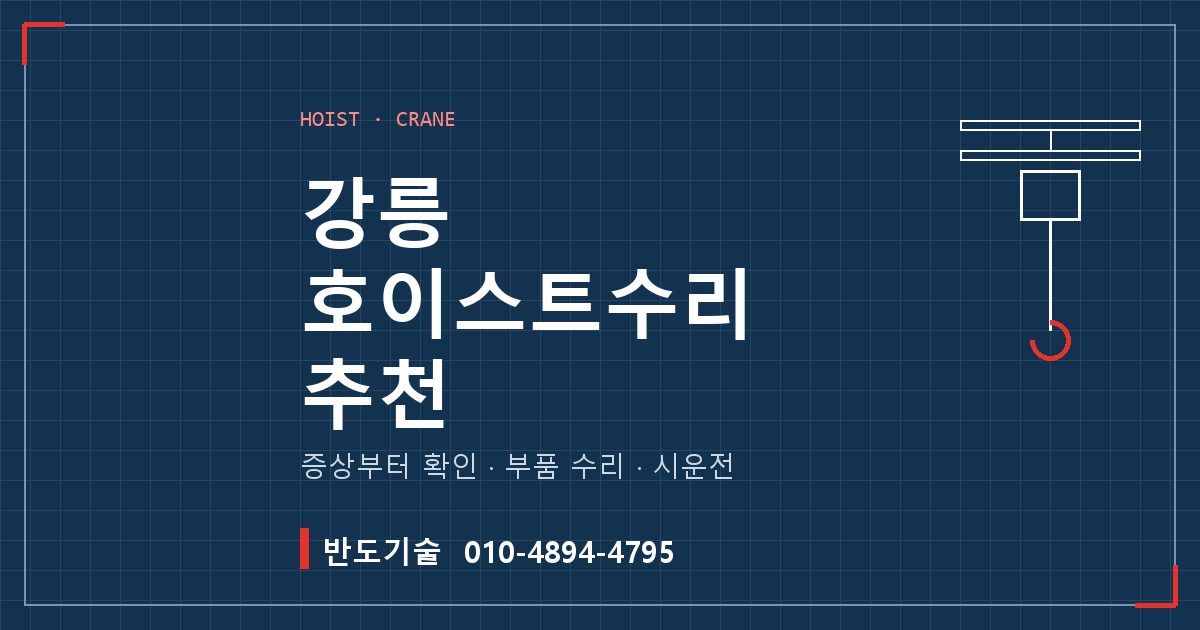 HOIST · CRANE
강릉
호이스트수리
추천
증상부터 확인 · 부품 수리 · 시운전
반도기술 010-4894-4795